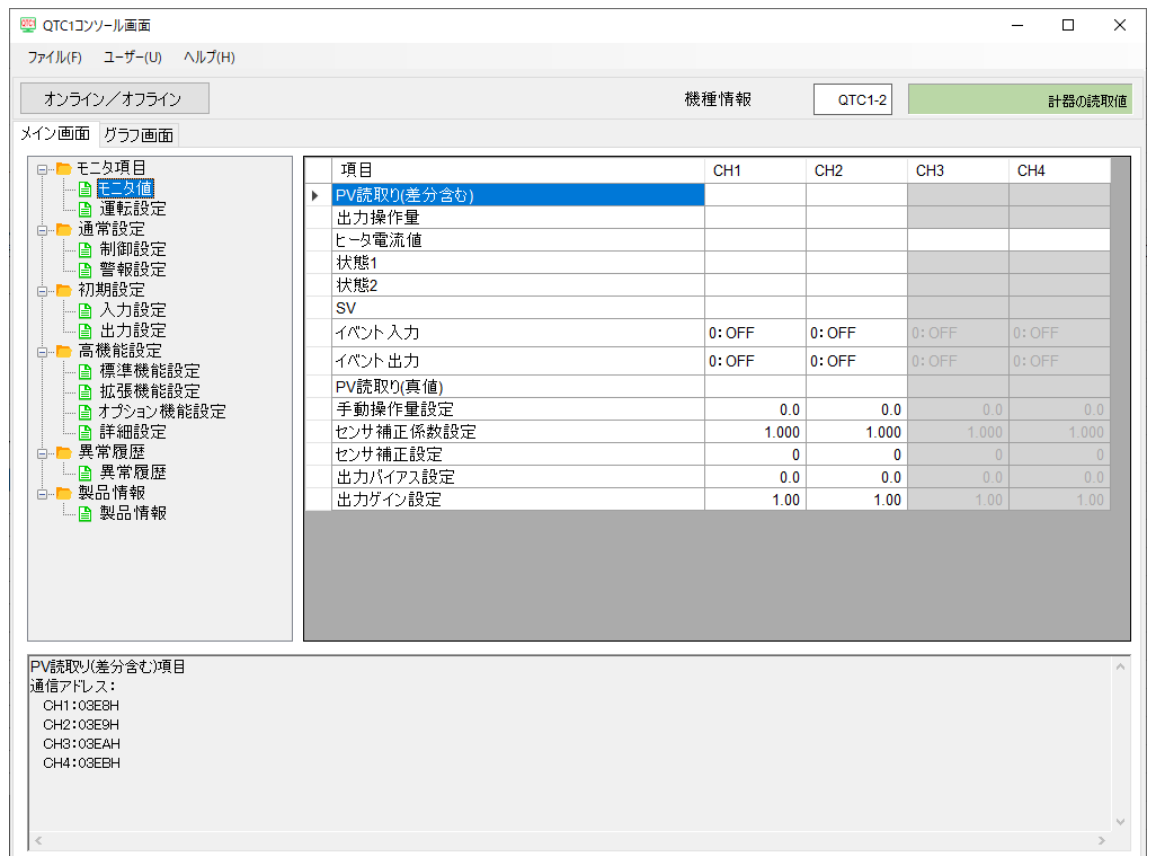 QTC1コンソール画面
ファイル(F) ユーザー(U) ヘルプ(H)
オンライン／オフライン 機種情報 QTC1-2 計器の読取値
メイン画面 グラフ画面
モニタ項目
モニタ値
運転設定
通常設定
制御設定
警報設定
初期設定
入力設定
出力設定
高機能設定
標準機能設定
拡張機能設定
オプション機能設定
詳細設定
異常履歴
異常履歴
製品情報
製品情報
項目 CH1 CH2 CH3 CH4
PV読取り(差分含む)
出力操作量
ヒータ電流値
状態1
状態2
SV
イベント入力 0: OFF 0: OFF 0: OFF 0: OFF
イベント出力 0: OFF 0: OFF 0: OFF 0: OFF
PV読取り(真値)
手動操作量設定 0.0 0.0 0.0 0.0
センサ補正係数設定 1.000 1.000 1.000 1.000
センサ補正設定 0 0 0 0
出力バイアス設定 0.0 0.0 0.0 0.0
出力ゲイン設定 1.00 1.00 1.00 1.00
PV読取り(差分含む)項目
通信アドレス：
CH1：03E8H
CH2：03E9H
CH3：03EAH
CH4：03EBH